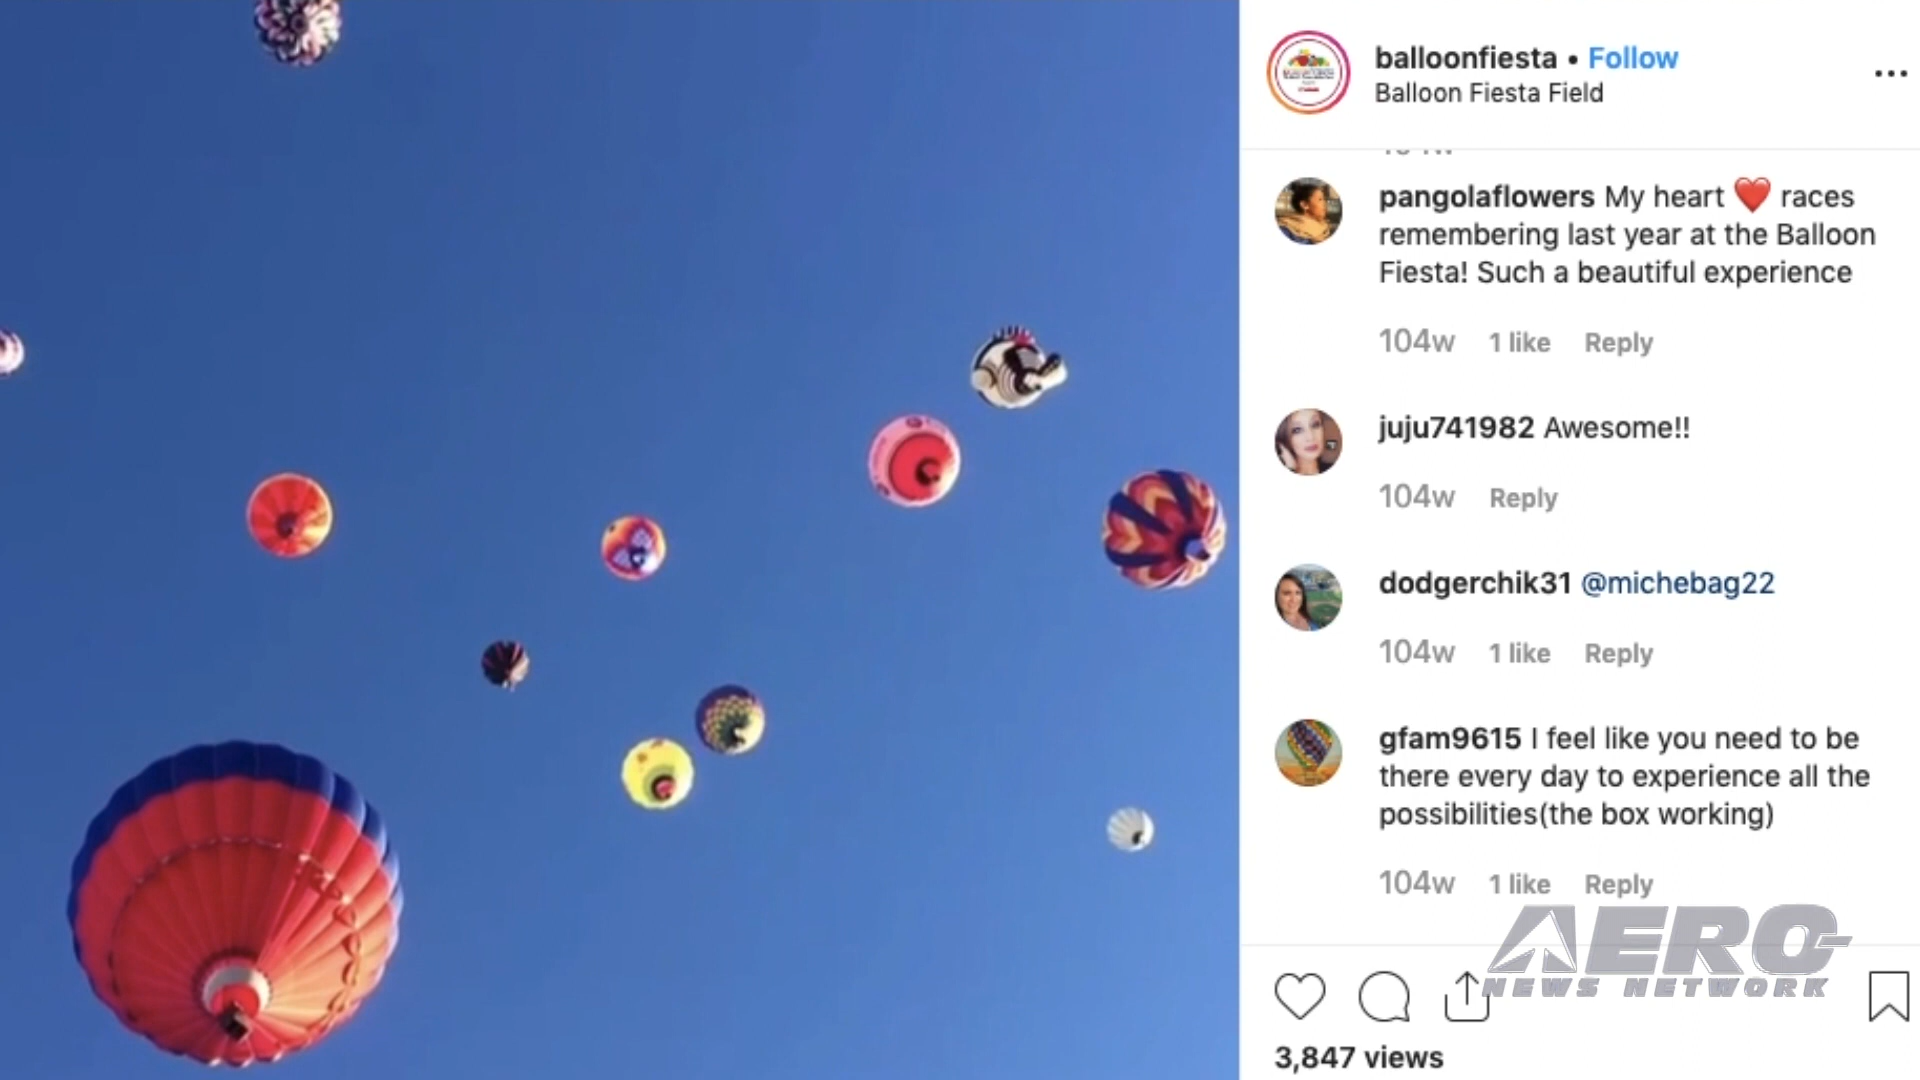 balloonfiesta • Follow
Balloon Fiesta Field
pangolaflowers My heart ❤️ races
remembering last year at the Balloon
Fiesta! Such a beautiful experience
104w 1 like Reply
juju741982 Awesome!!
104w Reply
dodgerchik31 @michebag22
104w 1 like Reply
gfam9615 I feel like you need to be
there every day to experience all the
possibilities(the box working)
104w 1 like Reply
AERO-
NEWS NETWORK
3,847 views